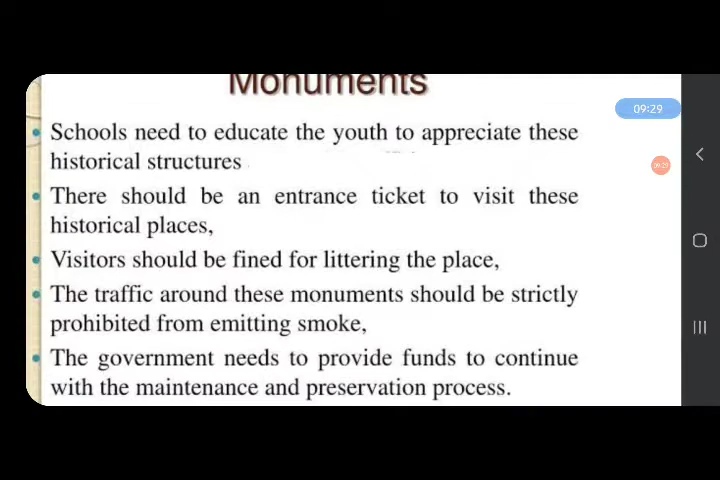 Monuments
09:29
• Schools need to educate the youth to appreciate these
historical structures
09:29
• There should be an entrance ticket to visit these
historical places,
• Visitors should be fined for littering the place,
• The traffic around these monuments should be strictly
prohibited from emitting smoke,
• The government needs to provide funds to continue
with the maintenance and preservation process.